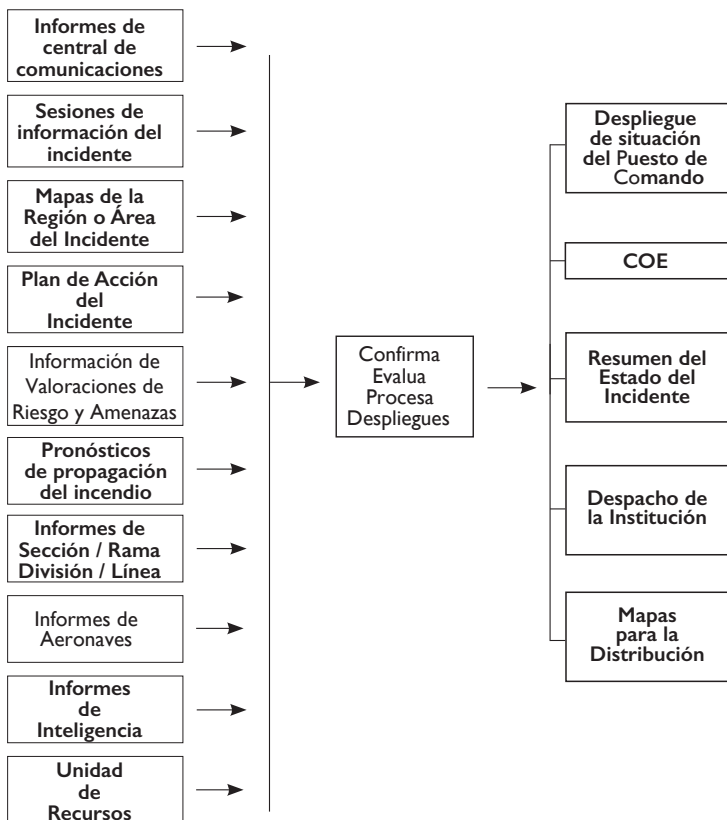 Informes de
central de
comunicaciones
Sesiones de
información del
incidente
Mapas de la
Región o Área
del Incidente
Plan de Acción
del
Incidente
Información de
Valoraciones de
Riesgo y Amenazas
Pronósticos
de propagación
del incendio
Informes de
Sección / Rama
División / Línea
Informes de
Aeronaves
Informes
de
Inteligencia
Unidad
de
Recursos
Confirma
Evalua
Procesa
Despliegues
Despliegue
de situación
del Puesto de
Comando
COE
Resumen del
Estado del
Incidente
Despacho de
la Institución
Mapas
para la
Distribución